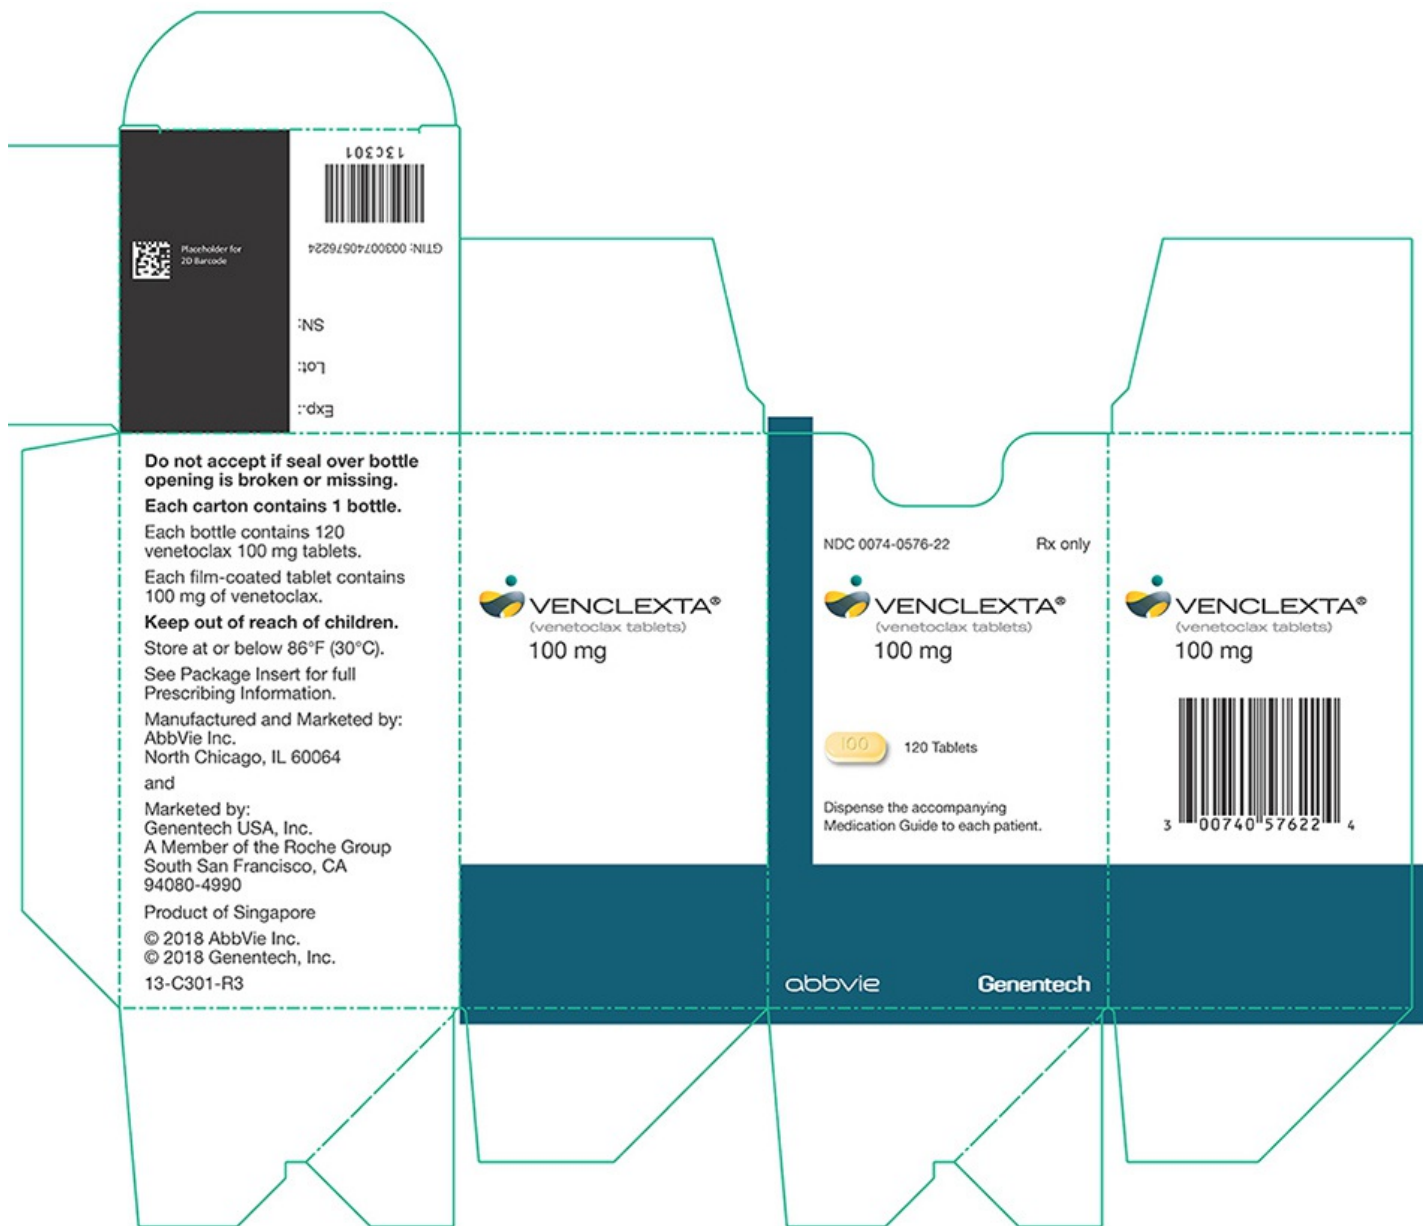 Placeholder for
2D Barcode
13C301
GTIN: 00300740576224
SN:
Lot:
Exp.:
Do not accept if seal over bottle
opening is broken or missing.
Each carton contains 1 bottle.
Each bottle contains 120
venetoclax 100 mg tablets.
Each film-coated tablet contains
100 mg of venetoclax.
Keep out of reach of children.
Store at or below 86°F (30°C).
See Package Insert for full
Prescribing Information.
Manufactured and Marketed by:
AbbVie Inc.
North Chicago, IL 60064
and
Marketed by:
Genentech USA, Inc.
A Member of the Roche Group
South San Francisco, CA
94080-4990
Product of Singapore
© 2018 AbbVie Inc.
© 2018 Genentech, Inc.
13-C301-R3
VENCLEXTA®
(venetoclax tablets)
100 mg
NDC 0074-0576-22 Rx only
VENCLEXTA®
(venetoclax tablets)
100 mg
100
120 Tablets
Dispense the accompanying
Medication Guide to each patient.
abbvie Genentech
VENCLEXTA®
(venetoclax tablets)
100 mg
3 00740 57622 4